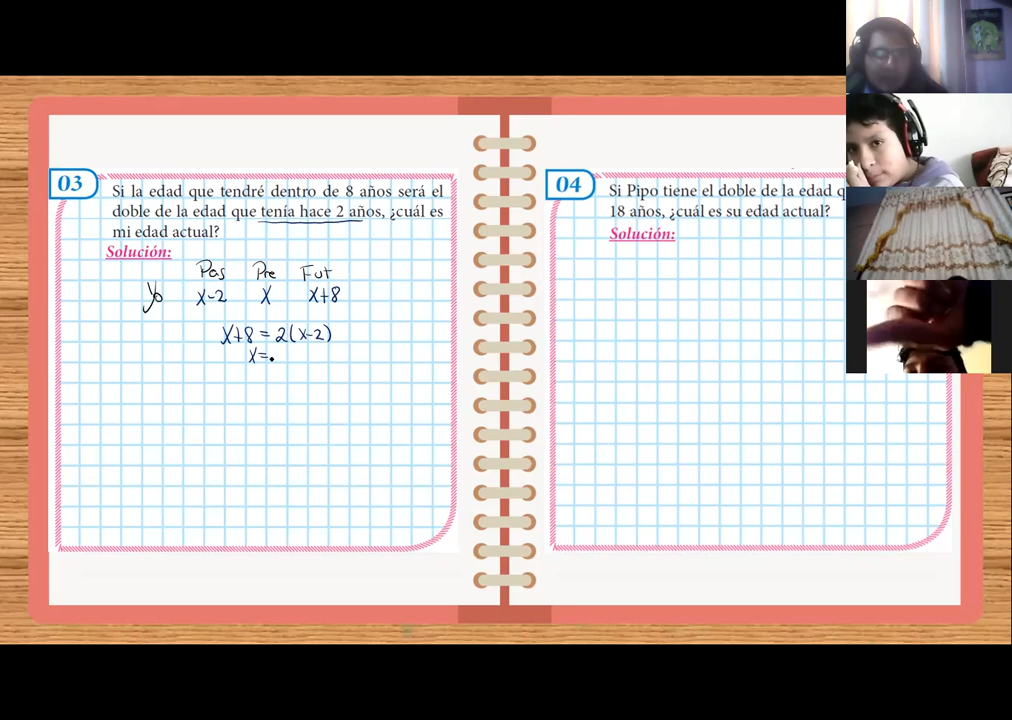 03
Si la edad que tendré dentro de 8 años será el
doble de la edad que tenía hace 2 años, ¿cuál es
mi edad actual?
Solución:
Pas Pre Fut
Yo x-2 x x+8
x+8 = 2(x-2)
x=
04
Si Pipo tiene el doble de la edad q
18 años, ¿cuál es su edad actual?
Solución: